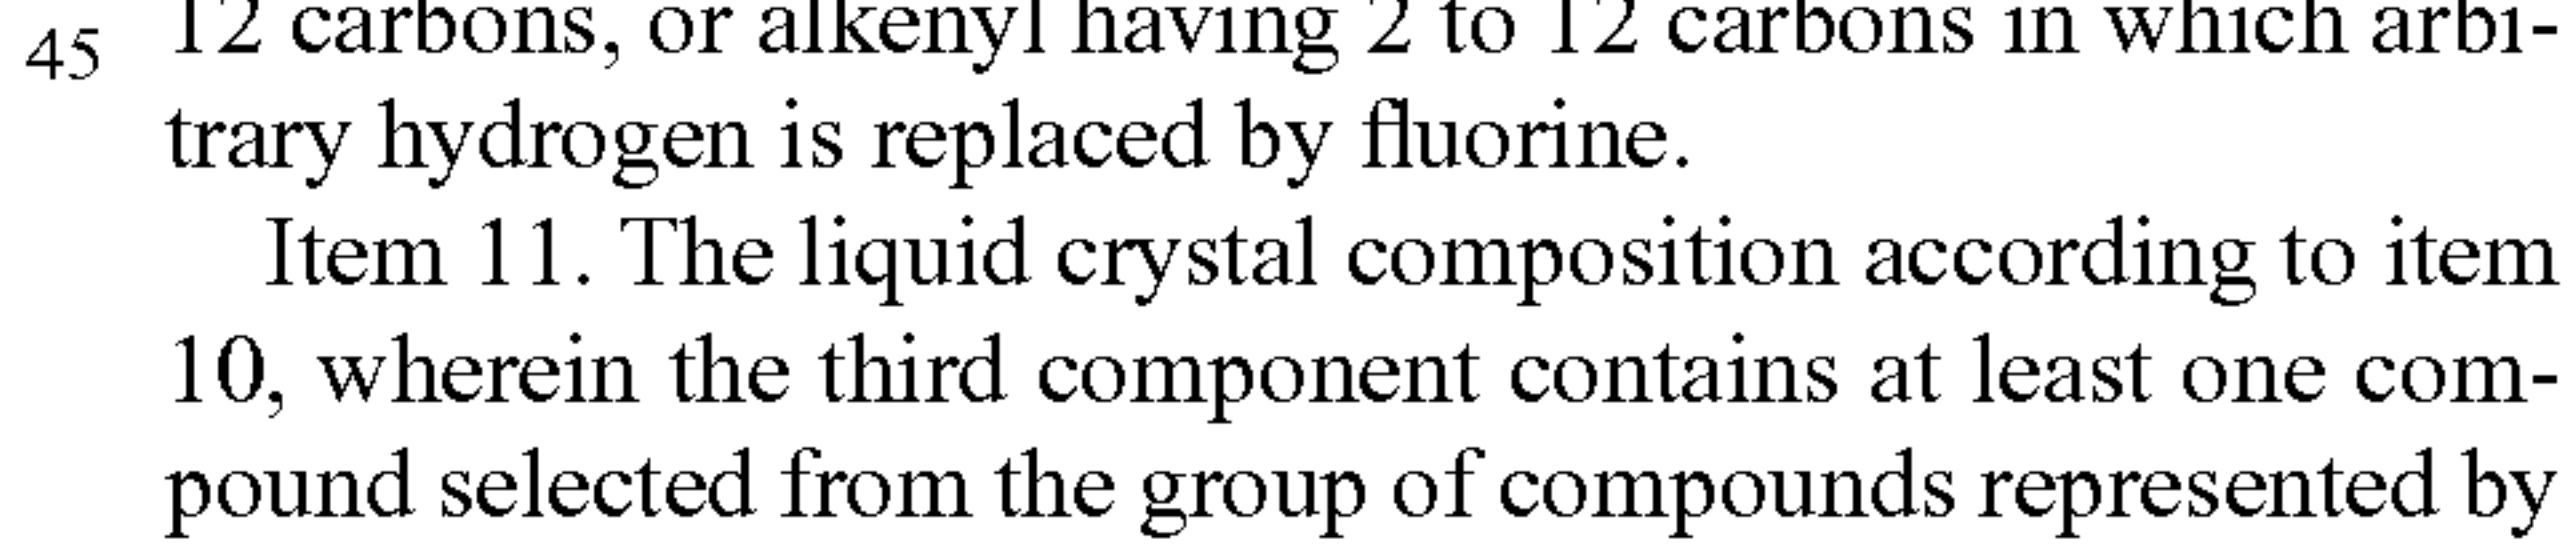 45 12 carbons, or alkenyl having 2 to 12 carbons in which arbi-
trary hydrogen is replaced by fluorine.
Item 11. The liquid crystal composition according to item
10, wherein the third component contains at least one com-
pound selected from the group of compounds represented by